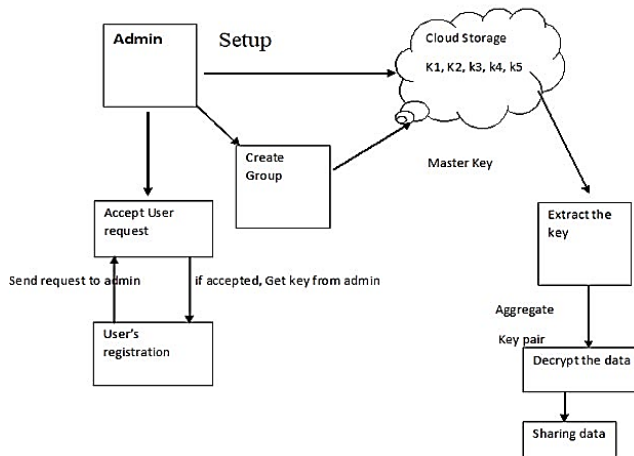 Admin
Setup
Cloud Storage
K1, K2, k3, k4, k5
Create
Group
Master Key
Accept User
request
Extract the
key
Send request to admin
if accepted, Get key from admin
Aggregate
Key pair
User's
registration
Decrypt the data
Sharing data